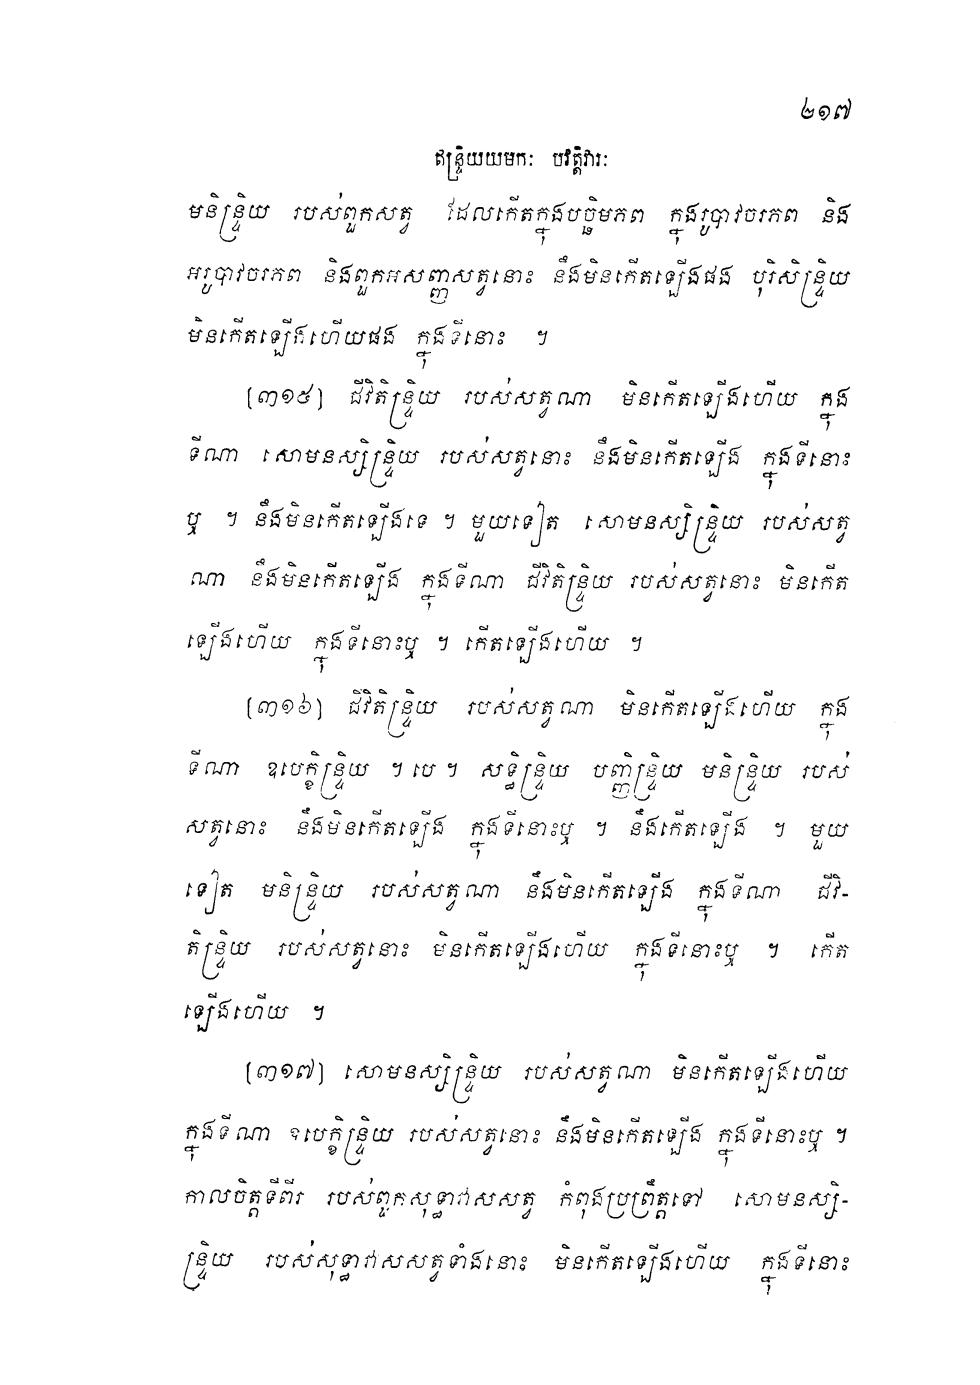 ២១៧
ឥន្ទ្រិយយមកៈ បវត្តិវារៈ
មនិន្ទ្រិយ របស់ពួកសត្វ ដែលកើតក្នុងបច្ឆិមភព ក្នុងរូបាវចរភព និង
អរូបាវចរភព និងពួកអសញ្ញសត្វនោះ នឹងមិនកើតឡើងផង បុរិសិន្ទ្រិយ
មិនកើតឡើងហើយផង ក្នុងទីនោះ ។
(៣១៥) ជីវិតិន្ទ្រិយ របស់សត្វណា មិនកើតឡើងហើយ ក្នុង
ទីណា សោមនស្សិន្ទ្រិយ របស់សត្វនោះ នឹងមិនកើតឡើង ក្នុងទីនោះ
ឬ ។ នឹងមិនកើតឡើងទេ ។ មួយទៀត សោមនស្សិន្ទ្រិយ របស់សត្វ
ណា នឹងមិនកើតឡើង ក្នុងទីណា ជីវិតិន្ទ្រិយ របស់សត្វនោះ មិនកើត
ឡើងហើយ ក្នុងទីនោះឬ ។ កើតឡើងហើយ ។
(៣១៦) ជីវិតិន្ទ្រិយ របស់សត្វណា មិនកើតឡើងហើយ ក្នុង
ទីណា ឧបេក្ខិន្ទ្រិយ ។ បេ ។ សទ្ធិន្ទ្រិយ បញ្ញិន្ទ្រិយ មនិន្ទ្រិយ របស់
សត្វនោះ នឹងមិនកើតឡើង ក្នុងទីនោះឬ ។ នឹងកើតឡើង ។ មួយ
ទៀត មនិន្ទ្រិយ របស់សត្វណា នឹងមិនកើតឡើង ក្នុងទីណា ជីវិ-
តិន្ទ្រិយ របស់សត្វនោះ មិនកើតឡើងហើយ ក្នុងទីនោះឬ ។ កើត
ឡើងហើយ ។
(៣១៧) សោមនស្សិន្ទ្រិយ របស់សត្វណា មិនកើតឡើងហើយ
ក្នុងទីណា ឧបេក្ខិន្ទ្រិយ របស់សត្វនោះ នឹងមិនកើតឡើង ក្នុងទីនោះឬ ។
កាលចិត្តទីពីរ របស់ពួកសុទ្ធាវាសសត្វ កំពុងប្រព្រឹត្តទៅ សោមនស្សិ-
ន្ទ្រិយ របស់សុទ្ធាវាសសត្វទាំងនោះ មិនកើតឡើងហើយ ក្នុងទីនោះ